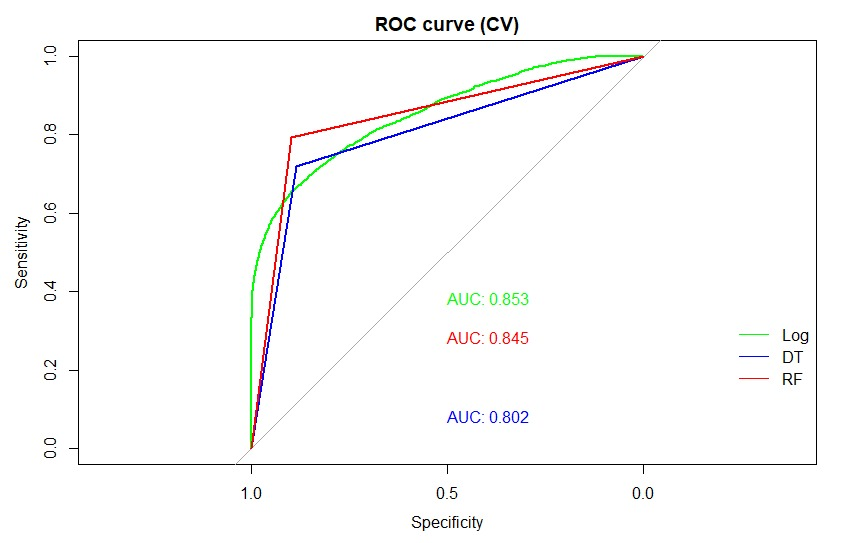 ROC curve (CV)
1.0
0.8
0.6
0.4
0.2
0.0
Sensitivity
AUC: 0.853
AUC: 0.845
AUC: 0.802
Log
DT
RF
1.0
0.5
0.0
Specificity